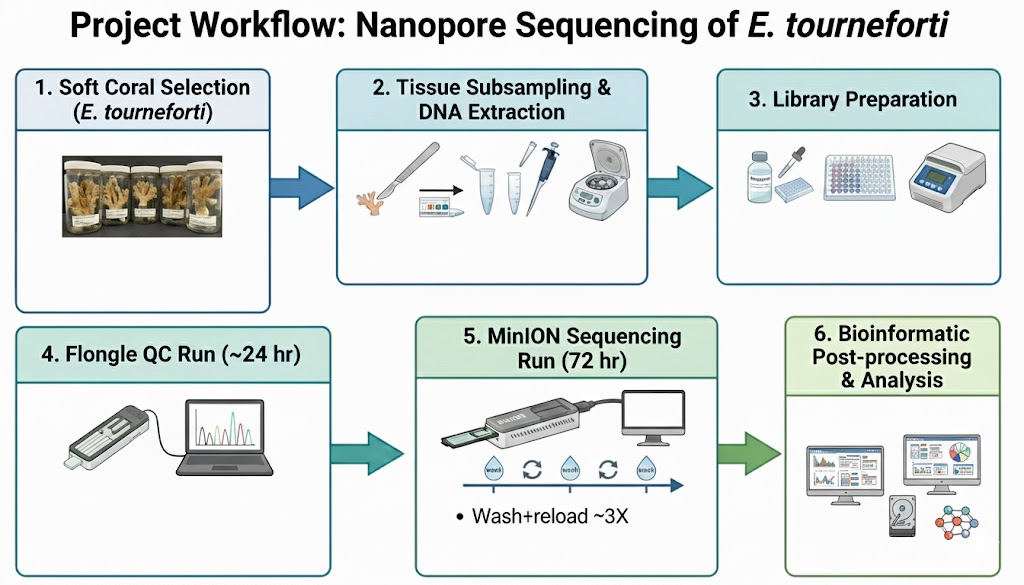 Project Workflow: Nanopore Sequencing of E. tourneforti
1. Soft Coral Selection
(E. tourneforti)
2. Tissue Subsampling &
DNA Extraction
3. Library Preparation
4. Flongle QC Run (~24 hr)
5. MinION Sequencing
Run (72 hr)
wash
• Wash+reload ~3X
6. Bioinformatic
Post-processing
& Analysis